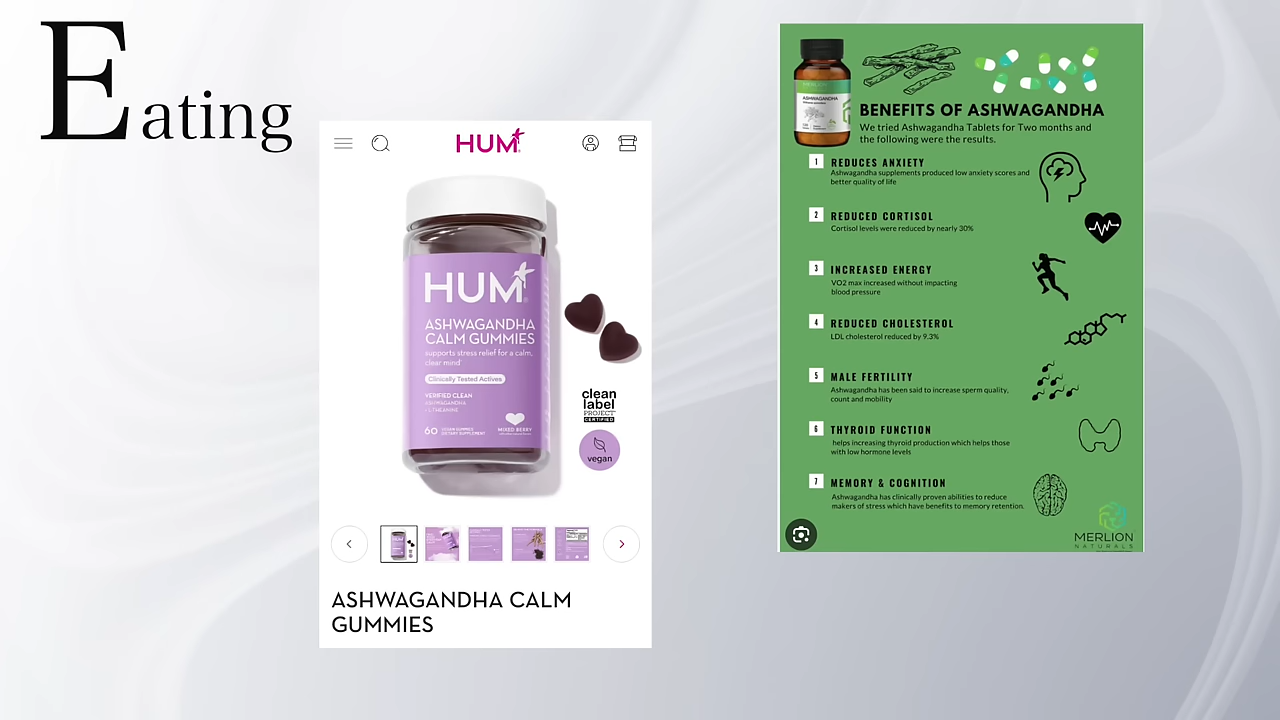 Eating
HUM
HUM
ASHWAGANDHA
CALM GUMMIES
supports stress relief for a calm,
clear mind
Clinically Tested Actives
VERIFIED CLEAN
ASHWAGANDHA
L-THEANINE
60 VEGAN GUMMIES
DIETARY SUPPLEMENT
MIXED BERRY
clean
label
PROJECT
CERTIFIED
vegan
ASHWAGANDHA CALM
GUMMIES
MERLION
ASHWAGANDHA
BENEFITS OF ASHWAGANDHA
We tried Ashwagandha Tablets for Two months and
the following were the results.
1 REDUCES ANXIETY
Ashwagandha supplements produced low anxiety scores and
better quality of life
2 REDUCED CORTISOL
Cortisol levels were reduced by nearly 30%
3 INCREASED ENERGY
VO2 max increased without impacting
blood pressure
4 REDUCED CHOLESTEROL
LDL cholesterol reduced by 9.3%
5 MALE FERTILITY
Ashwagandha has been said to increase sperm quality,
count and mobility
6 THYROID FUNCTION
helps increasing thyroid production which helps those
with low hormone levels
7 MEMORY & COGNITION
Ashwagandha has clinically proven abilities to reduce
makers of stress which have benefits to memory retention.
MERLION
NATURALS